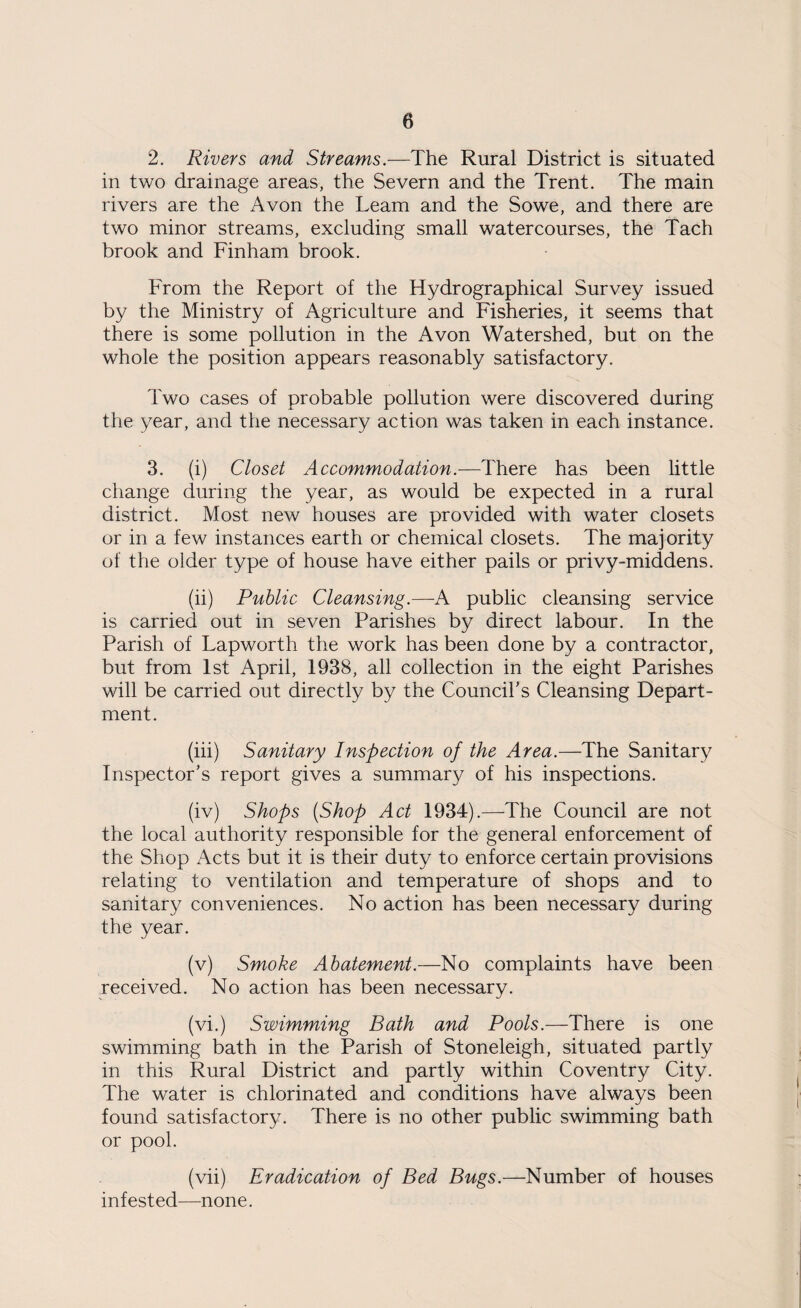 6
2. Rivers and Streams.—The Rural District is situated
in two drainage areas, the Severn and the Trent. The main
rivers are the Avon the Leam and the Sowe, and there are
two minor streams, excluding small watercourses, the Tach
brook and Finham brook.
From the Report of the Hydrographical Survey issued
by the Ministry of Agriculture and Fisheries, it seems that
there is some pollution in the Avon Watershed, but on the
whole the position appears reasonably satisfactory.
Two cases of probable pollution were discovered during
the year, and the necessary action was taken in each instance.
3. (i) Closet Accommodation.—There has been little
change during the year, as would be expected in a rural
district. Most new houses are provided with water closets
or in a few instances earth or chemical closets. The majority
of the older type of house have either pails or privy-middens.
(ii) Public Cleansing.—A public cleansing service
is carried out in seven Parishes by direct labour. In the
Parish of Lapworth the work has been done by a contractor,
but from 1st April, 1938, all collection in the eight Parishes
will be carried out directly by the Council's Cleansing Depart-
ment.
(iii) Sanitary Inspection of the Area.—The Sanitary
Inspector's report gives a summary of his inspections.
(iv) Shops (Shop Act 1934).—The Council are not
the local authority responsible for the general enforcement of
the Shop Acts but it is their duty to enforce certain provisions
relating to ventilation and temperature of shops and to
sanitary conveniences. No action has been necessary during
the year.
(v) Smoke Abatement.—No complaints have been
received. No action has been necessary.
(vi.) Swimming Bath and Pools.—There is one
swimming bath in the Parish of Stoneleigh, situated partly
in this Rural District and partly within Coventry City.
The water is chlorinated and conditions have always been
found satisfactory. There is no other public swimming bath
or pool.
(vii) Eradication of Bed Bugs.—Number of houses
infested—none.